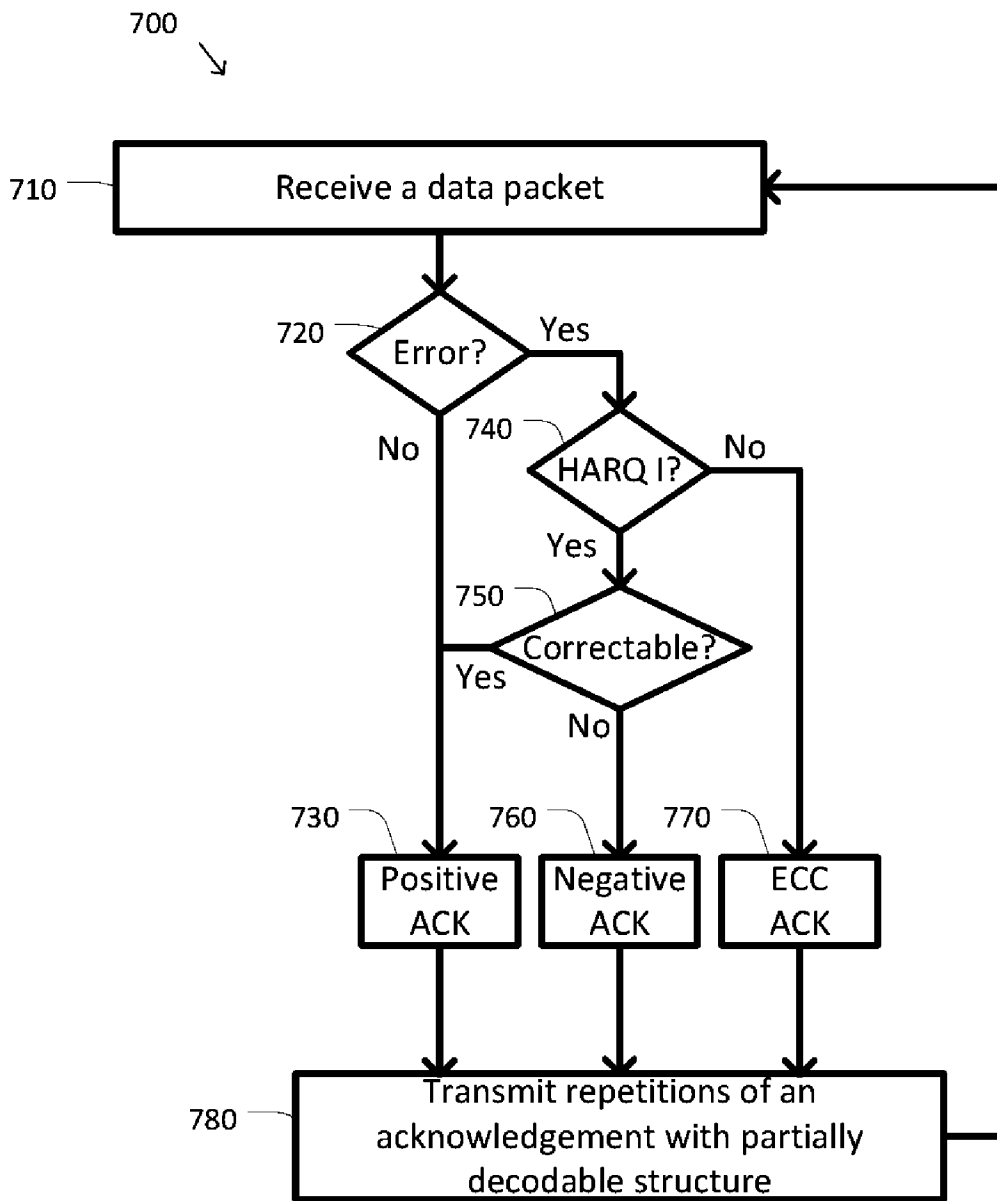 700
710
Receive a data packet
720
Error?
Yes
No
740
HARQ I?
No
Yes
750
Correctable?
Yes
No
730
Positive
ACK
760
Negative
ACK
770
ECC
ACK
780
Transmit repetitions of an
acknowledgement with partially
decodable structure